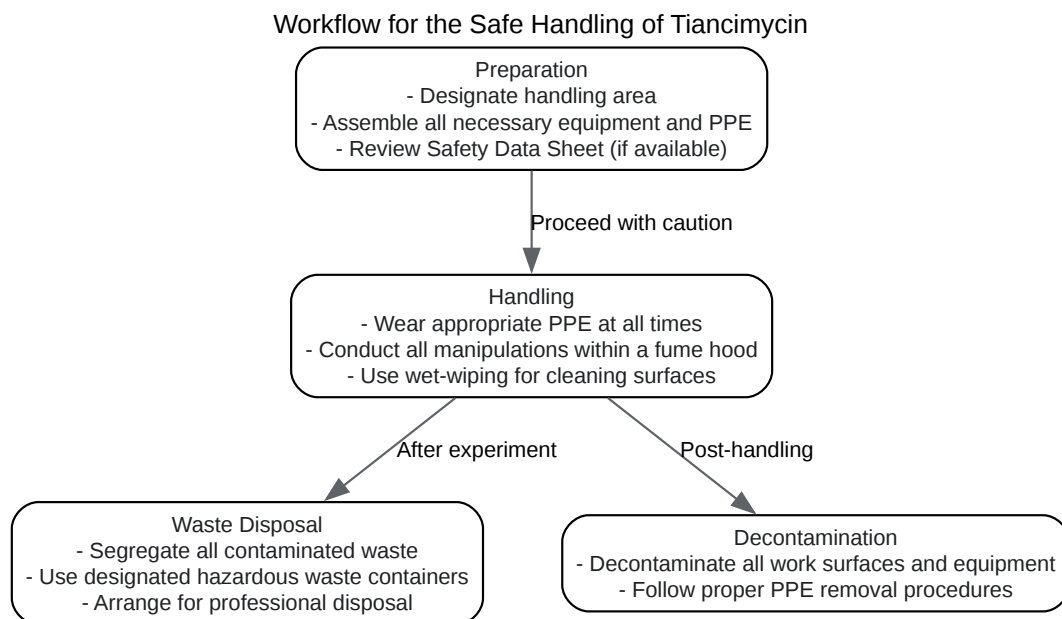 Workflow for the Safe Handling of Tiancimycin
Preparation
- Designate handling area
- Assemble all necessary equipment and PPE
- Review Safety Data Sheet (if available)
Proceed with caution
Handling
- Wear appropriate PPE at all times
- Conduct all manipulations within a fume hood
- Use wet-wiping for cleaning surfaces
After experiment
Post-handling
Waste Disposal
- Segregate all contaminated waste
- Use designated hazardous waste containers
- Arrange for professional disposal
Decontamination
- Decontaminate all work surfaces and equipment
- Follow proper PPE removal procedures